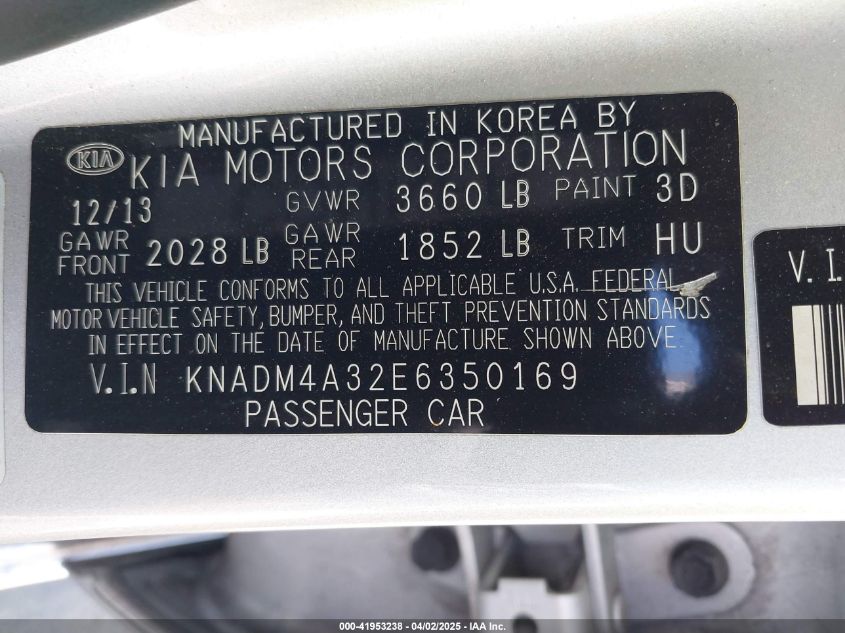 MANUFACTURED IN KOREA BY
KIA KIA MOTORS CORPORATION
12/13 GVWR 3660 LB PAINT 3D
GAWR FRONT 2028 LB GAWR REAR 1852 LB TRIM HU
THIS VEHICLE CONFORMS TO ALL APPLICABLE U.S.A. FEDERAL
MOTOR VEHICLE SAFETY, BUMPER, AND THEFT PREVENTION STANDARDS
IN EFFECT ON THE DATE OF MANUFACTURE SHOWN ABOVE.
V.I.N KNADM4A32E6350169
PASSENGER CAR
V. I.
000-41953238 - 04/02/2025 - IAA Inc.